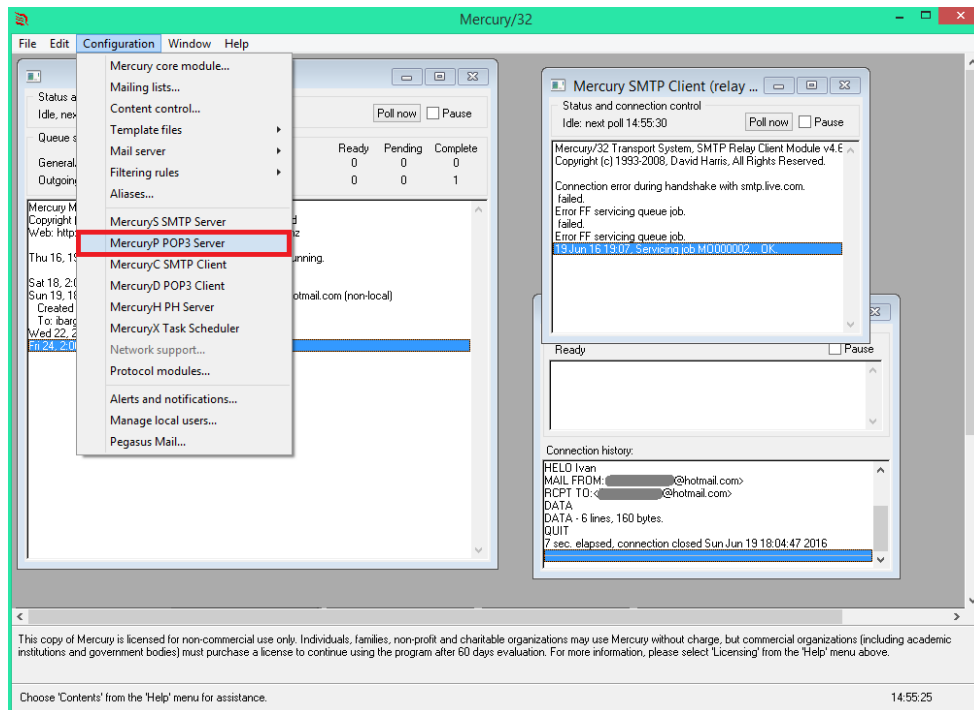 Mercury/32
File Edit Configuration Window Help
Mercury core module...
Mailing lists...
Content control...
Template files
Mail server
Filtering rules
Aliases...
MercuryS SMTP Server
MercuryP POP3 Server
MercuryC SMTP Client
MercuryD POP3 Client
MercuryH PH Server
MercuryX Task Scheduler
Network support...
Protocol modules...
Alerts and notifications...
Manage local users...
Pegasus Mail...
Status a
Idle, nex
Poll now Pause
Queue s
Ready Pending Complete
General. 0 0 0
Outgoin 0 0 1
Mercury M
Copyright
Web: http:
Thu 16, 19 unning.
Sat 18, 2:0
Sun 19, 18 otmail.com (non-local)
Created
To: ibarg
Wed 22, 2
Fri 24, 2:00
Mercury SMTP Client (relay ...
Status and connection control
Idle: next poll 14:55:30 Poll now Pause
Mercury/32 Transport System, SMTP Relay Client Module v4.6
Copyright (c) 1993-2008, David Harris, All Rights Reserved.
Connection error during handshake with smtp.live.com.
failed.
Error FF servicing queue job.
failed.
Error FF servicing queue job.
19 Jun 16 19:07, Servicing job MO000002... OK.
Ready Pause
Connection history:
HELO Ivan
MAIL FROM: @hotmail.com>
RCPT TO:< @hotmail.com>
DATA
DATA - 6 lines, 160 bytes.
QUIT
7 sec. elapsed, connection closed Sun Jun 19 18:04:47 2016
This copy of Mercury is licensed for non-commercial use only. Individuals, families, non-profit and charitable organizations may use Mercury without charge, but commercial organizations (including academic
institutions and government bodies) must purchase a license to continue using the program after 60 days evaluation. For more information, please select 'Licensing' from the 'Help' menu above.
Choose 'Contents' from the 'Help' menu for assistance. 14:55:25